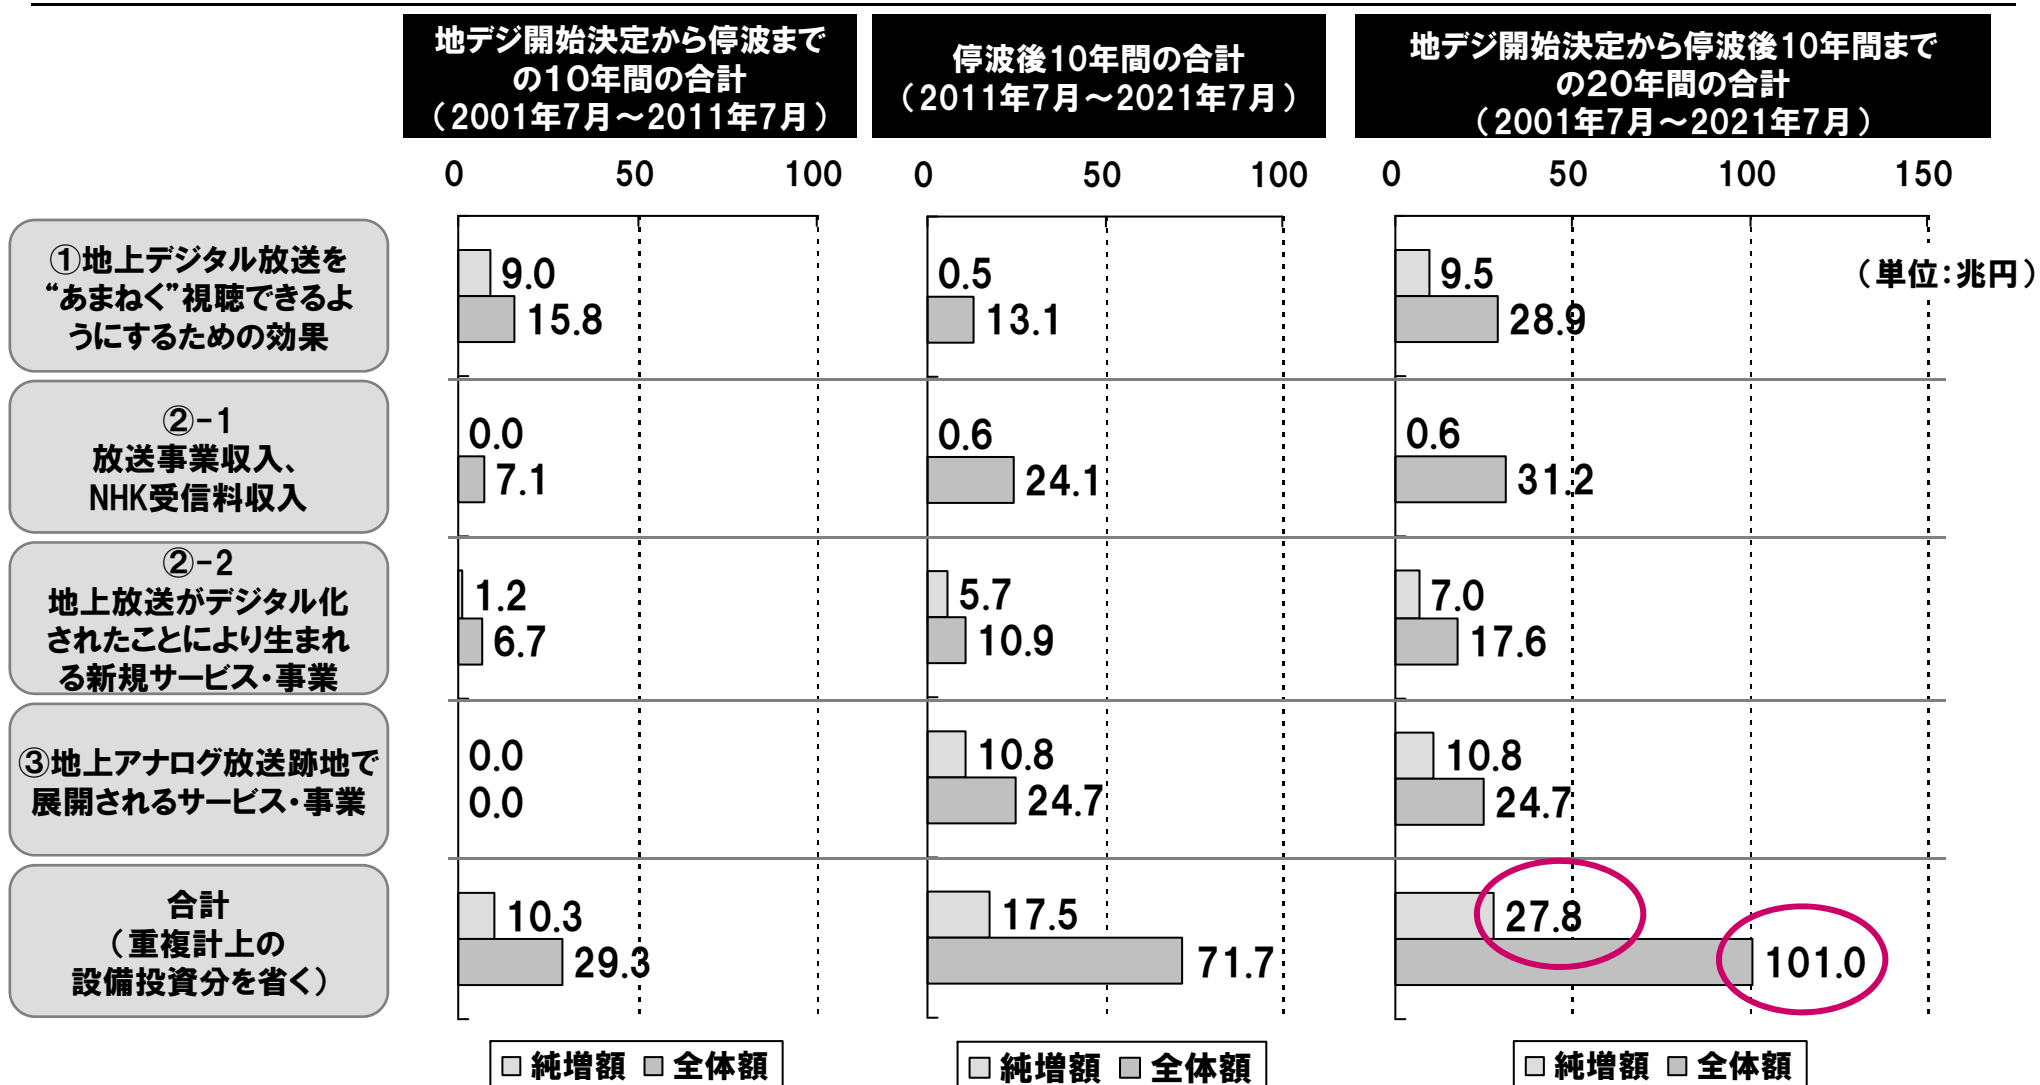 地デジ開始決定から停波まで
の10年間の合計
（2001年7月～2011年7月）
停波後10年間の合計
（2011年7月～2021年7月）
地デジ開始決定から停波後10年間まで
の20年間の合計
（2001年7月～2021年7月）
0 50 100
0 50 100
0 50 100 150
（単位：兆円）
①地上デジタル放送を
“あまねく”視聴できるよ
うにするための効果
9.0
15.8
0.5
13.1
9.5
28.9
②-1
放送事業収入、
NHK受信料収入
0.0
7.1
0.6
24.1
0.6
31.2
②-2
地上放送がデジタル化
されたことにより生まれ
る新規サービス・事業
1.2
6.7
5.7
10.9
7.0
17.6
③地上アナログ放送跡地で
展開されるサービス・事業
0.0
0.0
10.8
24.7
10.8
24.7
合計
（重複計上の
設備投資分を省く）
10.3
29.3
17.5
71.7
27.8
101.0
純増額 全体額
純増額 全体額
純増額 全体額